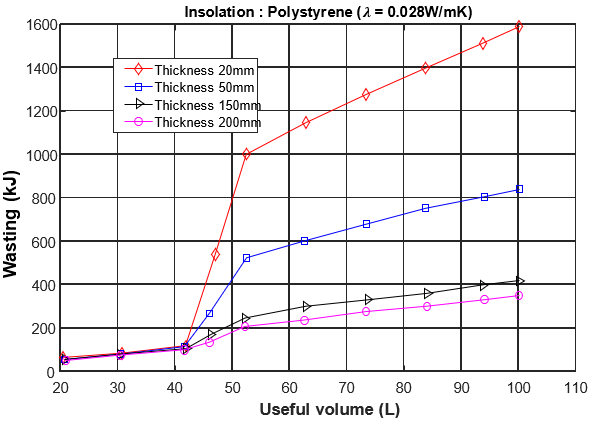 Insolation : Polystyrene (λ = 0.028W/mK)
1600
1400
1200
1000
800
600
400
200
0
Wasting (kJ)
Thickness 20mm
Thickness 50mm
Thickness 150mm
Thickness 200mm
20 30 40 50 60 70 80 90 100 110
Useful volume (L)